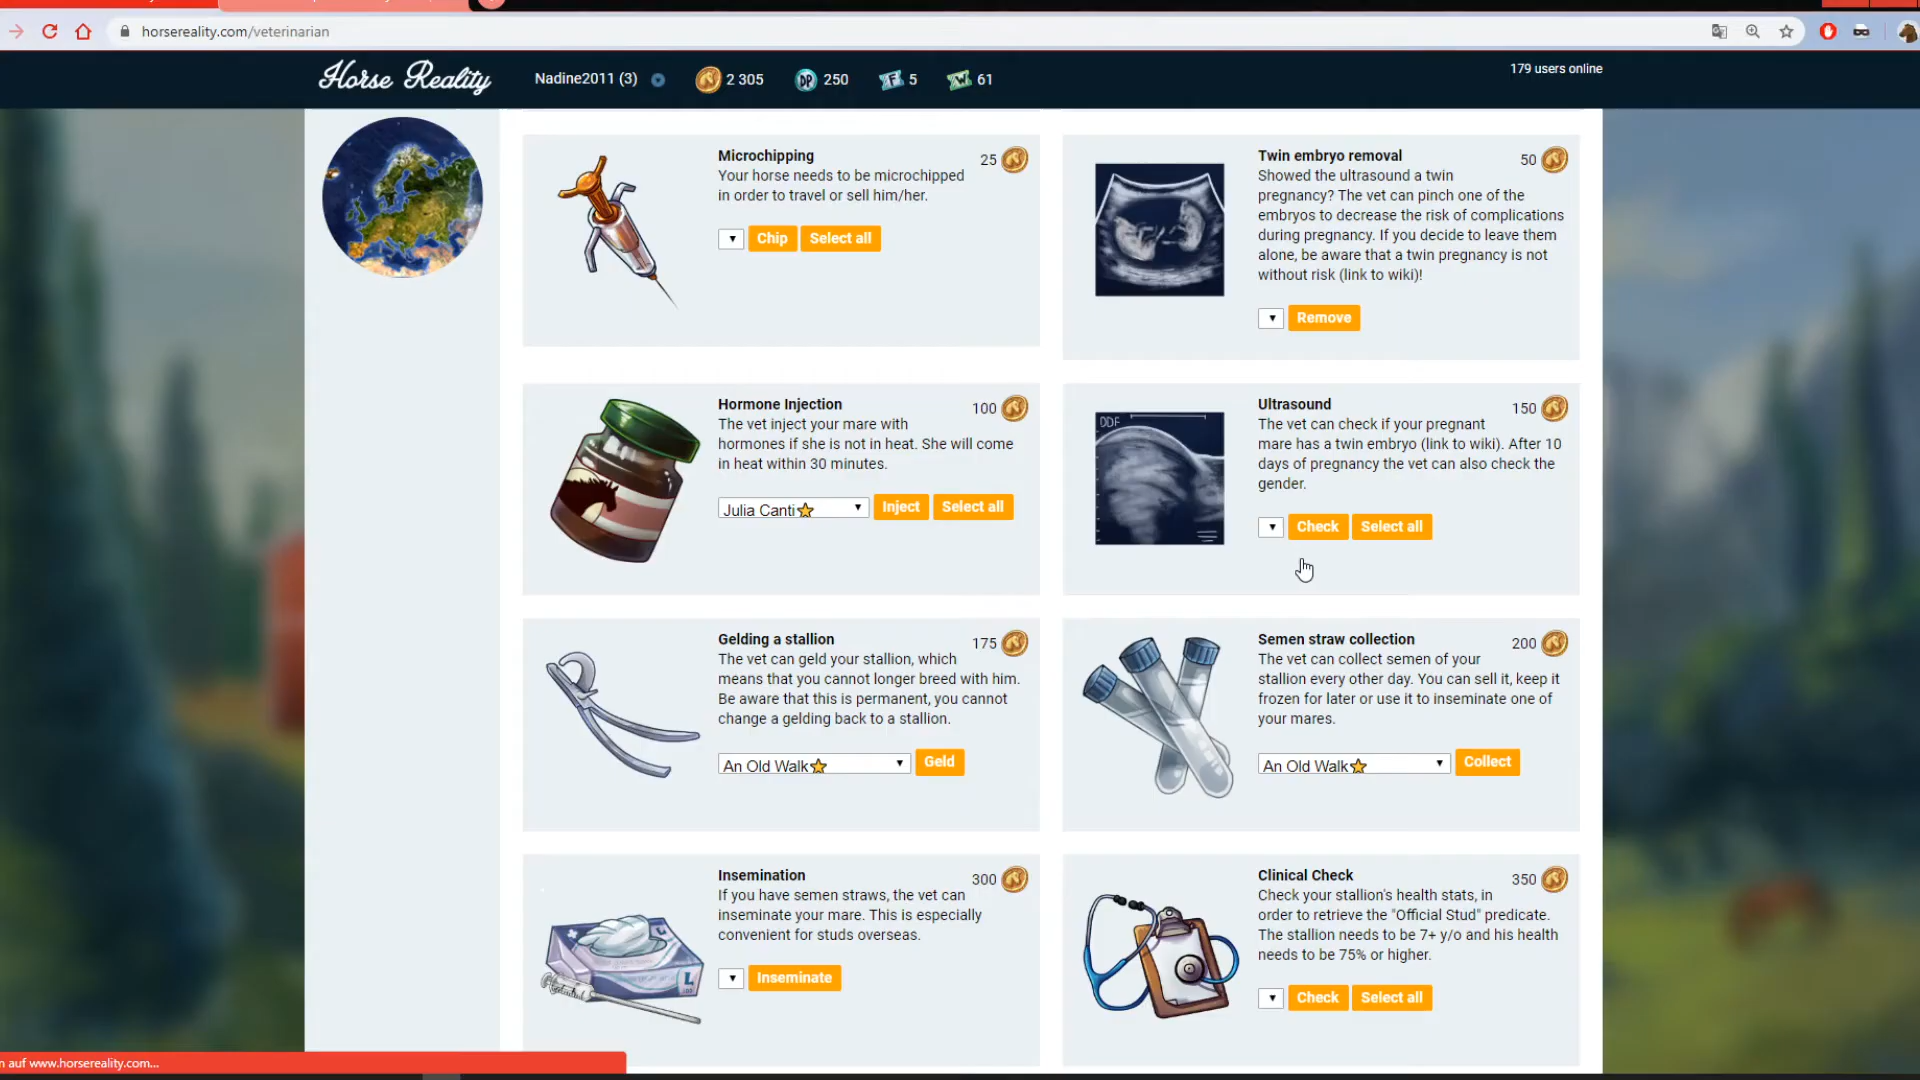 horsereality.com/veterinarian
Horse Reality
Nadine2011 (3)
2 305
DP
250
F
5
W
61
179 users online
Microchipping
25
Your horse needs to be microchipped
in order to travel or sell him/her.
Chip
Select all
Twin embryo removal
50
Showed the ultrasound a twin
pregnancy? The vet can pinch one of the
embryos to decrease the risk of complications
during pregnancy. If you decide to leave them
alone, be aware that a twin pregnancy is not
without risk (link to wiki)!
Remove
Hormone Injection
100
The vet inject your mare with
hormones if she is not in heat. She will come
in heat within 30 minutes.
Julia Canti
Inject
Select all
DDF
Ultrasound
150
The vet can check if your pregnant
mare has a twin embryo (link to wiki). After 10
days of pregnancy the vet can also check the
gender.
Check
Select all
Gelding a stallion
175
The vet can geld your stallion, which
means that you cannot longer breed with him.
Be aware that this is permanent, you cannot
change a gelding back to a stallion.
An Old Walk
Geld
Semen straw collection
200
The vet can collect semen of your
stallion every other day. You can sell it, keep it
frozen for later or use it to inseminate one of
your mares.
An Old Walk
Collect
Insemination
300
If you have semen straws, the vet can
inseminate your mare. This is especially
convenient for studs overseas.
L
Inseminate
Clinical Check
350
Check your stallion's health stats, in
order to retrieve the "Official Stud" predicate.
The stallion needs to be 7+ y/o and his health
needs to be 75% or higher.
Check
Select all
n auf www.horsereality.com...